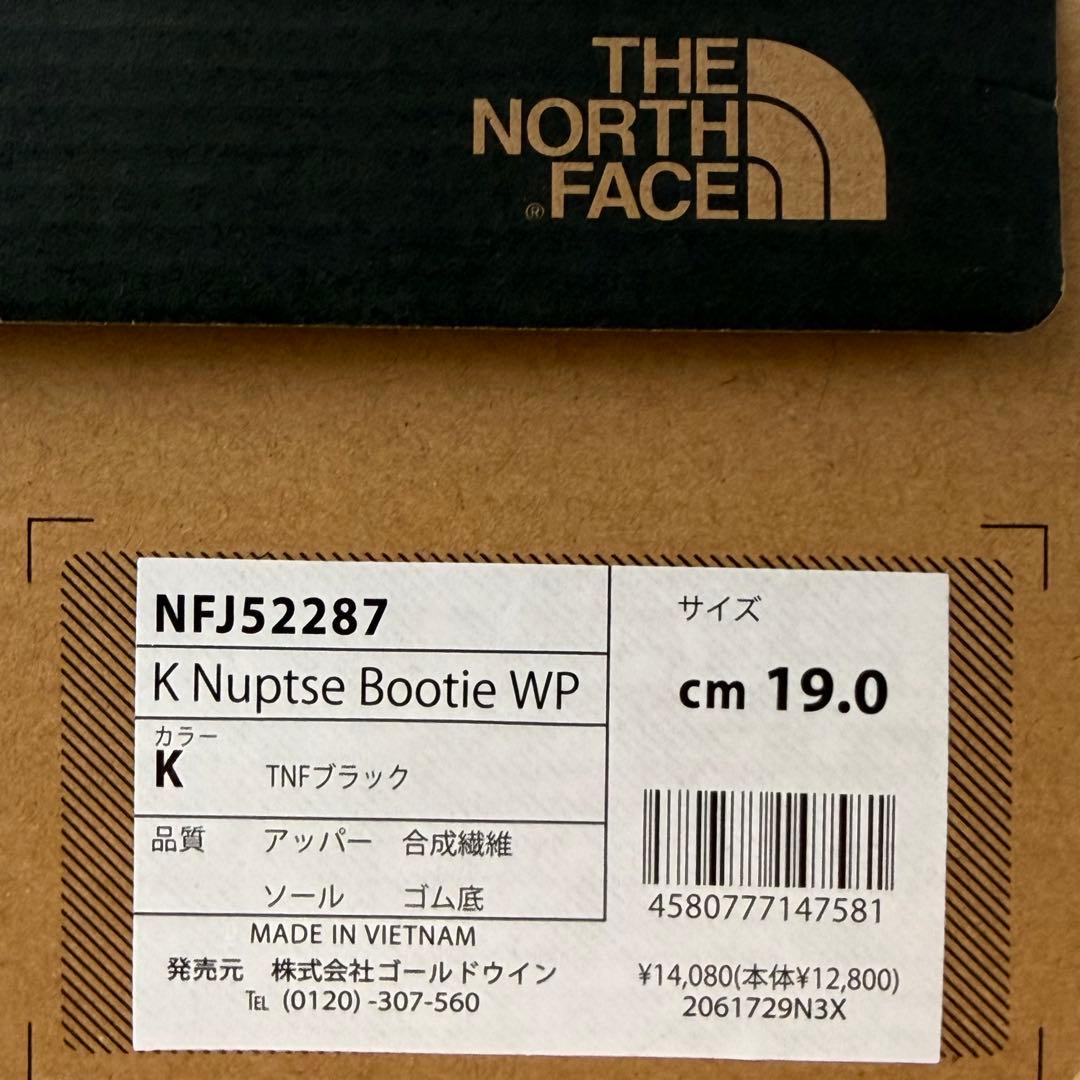 THE
NORTH
FACE
®
NFJ52287
K Nuptse Bootie WP
カラー
K TNFブラック
品質 アッパー 合成繊維
ソール ゴム底
MADE IN VIETNAM
発売元 株式会社ゴールドウイン
TEL (0120) -307-560
サイズ
cm 19.0
4580777147581
¥14,080(本体¥12,800)
2061729N3X